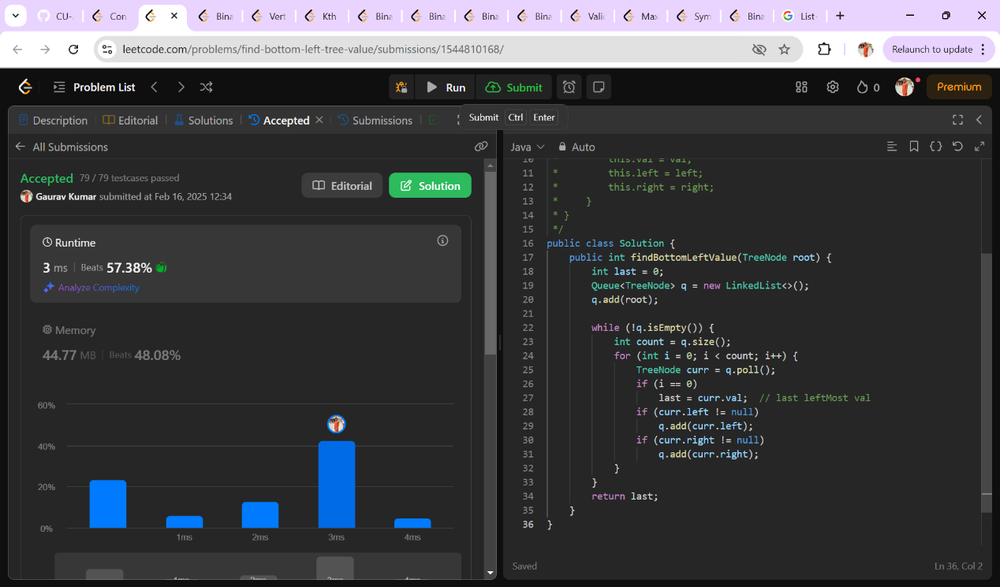 CU-
Con
Bina
Vert
Kth
Bina
Bina
Bina
Bina
Valid
Max
Sym
Bina
List-
leetcode.com/problems/find-bottom-left-tree-value/submissions/1544810168/
Relaunch to update
Problem List
Run
Submit
0
Premium
Description
Editorial
Solutions
Accepted
Submissions
Submit Ctrl Enter
All Submissions
Accepted 79 / 79 testcases passed
Gaurav Kumar submitted at Feb 16, 2025 12:34
Editorial
Solution
Runtime
3 ms | Beats 57.38%
Analyze Complexity
Memory
44.77 MB | Beats 48.08%
60%
40%
20%
0%
1ms 2ms 3ms 4ms
1ms 2ms 3ms 4ms
Java
Auto
10 this.val = val;
11 * this.left = left;
12 * this.right = right;
13 * }
14 * }
15 */
16 public class Solution {
17 public int findBottomLeftValue(TreeNode root) {
18 int last = 0;
19 Queue<TreeNode> q = new LinkedList<>();
20 q.add(root);
21
22 while (!q.isEmpty()) {
23 int count = q.size();
24 for (int i = 0; i < count; i++) {
25 TreeNode curr = q.poll();
26 if (i == 0)
27 last = curr.val; // last leftMost val
28 if (curr.left != null)
29 q.add(curr.left);
30 if (curr.right != null)
31 q.add(curr.right);
32 }
33 }
34 return last;
35 }
36 }
Saved
Ln 36, Col 2